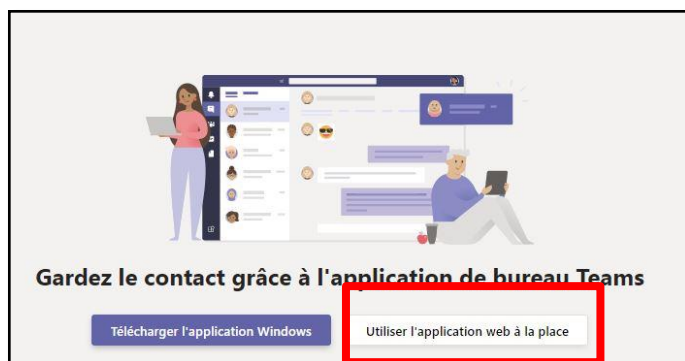 Gardez le contact grâce à l'application de bureau Teams
Télécharger l'application Windows
Utiliser l'application web à la place